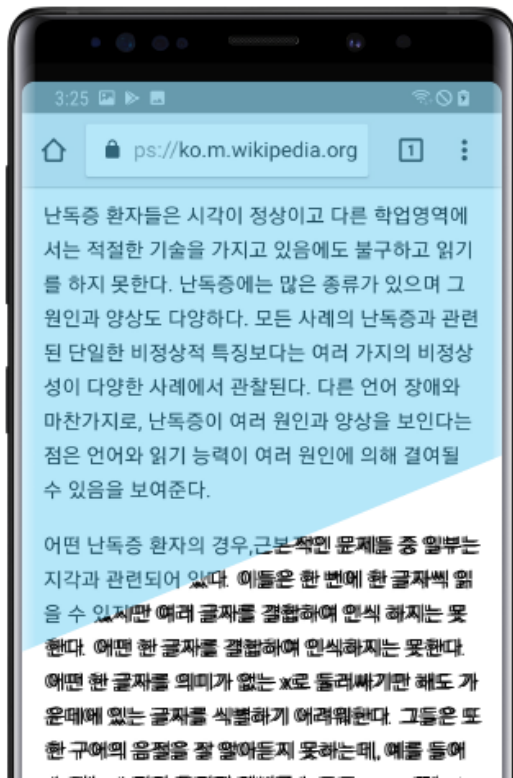 3:25
1
ps://ko.m.wikipedia.org
난독증 환자들은 시각이 정상이고 다른 학업영역에
서는 적절한 기술을 가지고 있음에도 불구하고 읽기
를 하지 못한다. 난독증에는 많은 종류가 있으며 그
원인과 양상도 다양하다. 모든 사례의 난독증과 관련
된 단일한 비정상적 특징보다는 여러 가지의 비정상
성이 다양한 사례에서 관찰된다. 다른 언어 장애와
마찬가지로, 난독증이 여러 원인과 양상을 보인다는
점은 언어와 읽기 능력이 여러 원인에 의해 결여될
수 있음을 보여준다.
어떤 난독증 환자의 경우,근본적인 문제들 중 일부는
지각과 관련되어 있다. 이들은 한 번에 한 글자씩 읽
을 수 있지만 여러 글자를 결합하여 인식 하지는 못
한다. 어떤 한 글자를 결합하여 인식하지는 못한다.
어떤 한 글자를 의미가 없는 x로 둘러싸기만 해도 가
운데에 있는 글자를 식별하기 어려워한다. 그들은 또
한 구어의 음절을 잘 알아듣지 못하는데, 예를 들어